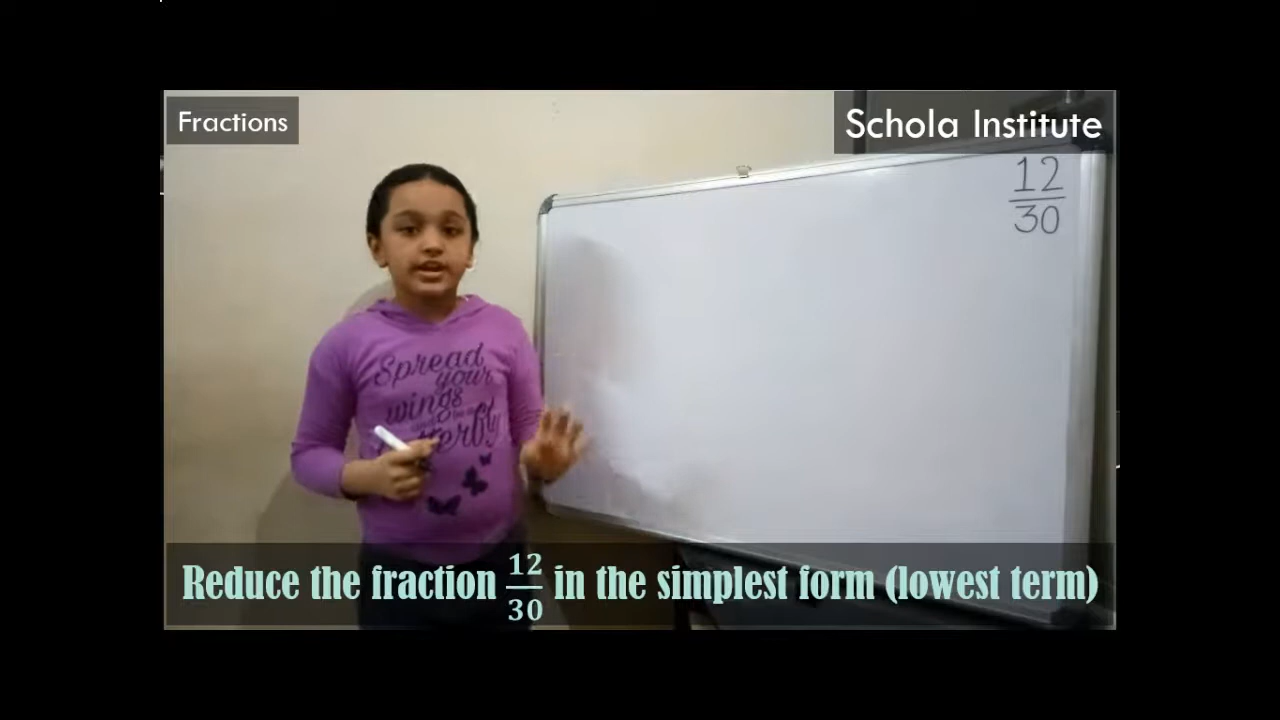 Fractions
Schola Institute
12
30
Spread
your
wings
Reduce the fraction 12/30 in the simplest form (lowest term)